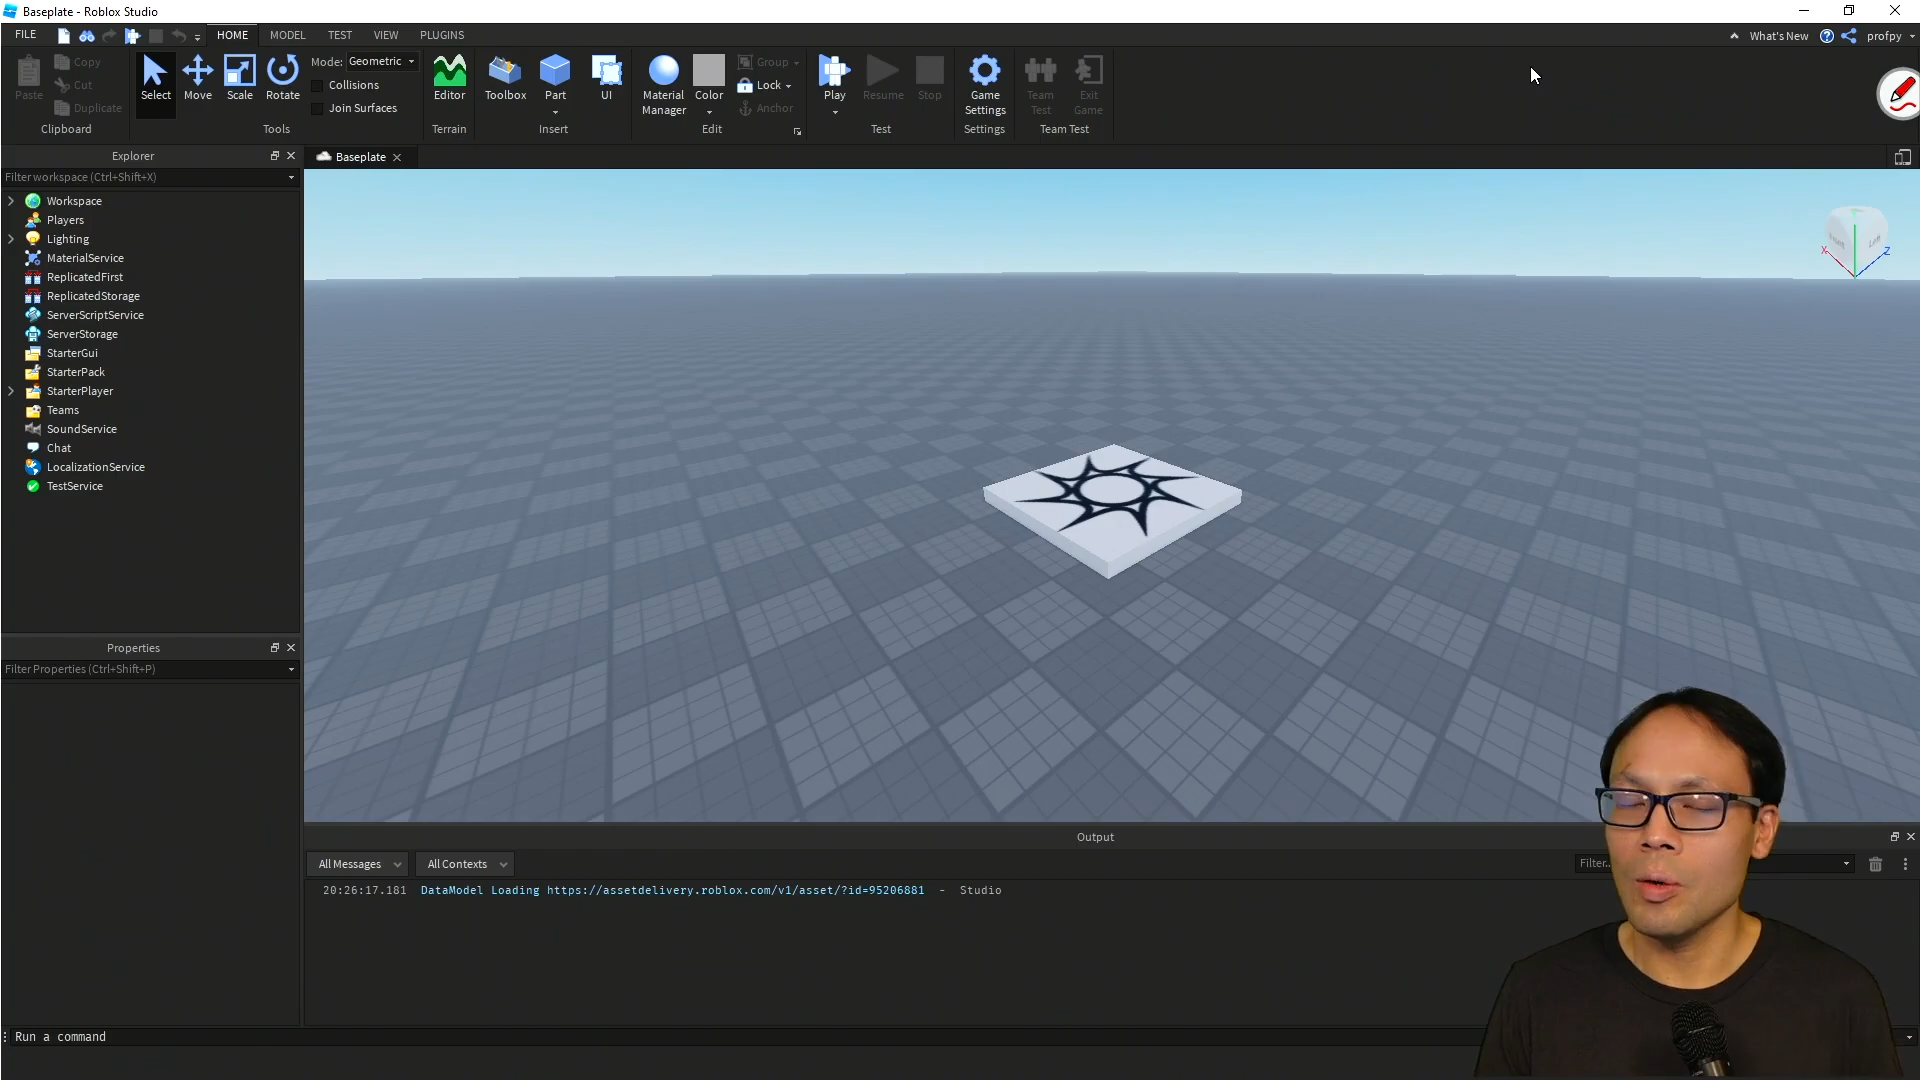 Baseplate - Roblox Studio
FILE
HOME
MODEL
TEST
VIEW
PLUGINS
What's New
profpy
Paste
Copy
Cut
Duplicate
Clipboard
Select
Move
Scale
Rotate
Mode: Geometric
Collisions
Join Surfaces
Tools
Editor
Terrain
Toolbox
Part
UI
Insert
Material
Manager
Color
Group
Lock
Anchor
Edit
Play
Resume
Stop
Test
Game
Settings
Settings
Team
Test
Exit
Game
Team Test
Explorer
Filter workspace (Ctrl+Shift+X)
Workspace
Players
Lighting
MaterialService
ReplicatedFirst
ReplicatedStorage
ServerScriptService
ServerStorage
StarterGui
StarterPack
StarterPlayer
Teams
SoundService
Chat
LocalizationService
TestService
Properties
Filter Properties (Ctrl+Shift+P)
Baseplate
X
Z
Left
Output
All Messages
All Contexts
Filter..
20:26:17.181 DataModel Loading https://assetdelivery.roblox.com/v1/asset/?id=95206881 - Studio
Run a command